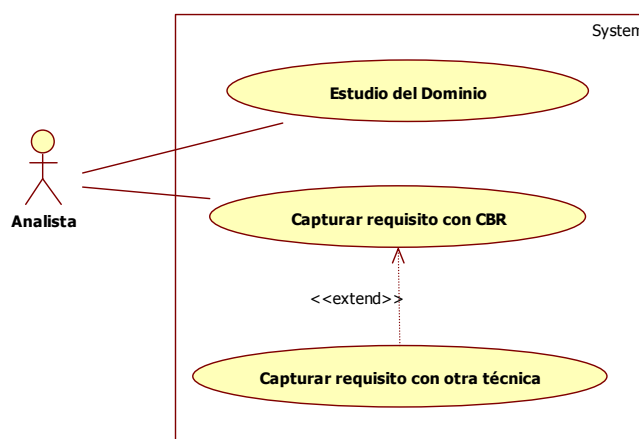 System
Estudio del Dominio
Analista
Capturar requisito con CBR
<<extend>>
Capturar requisito con otra técnica